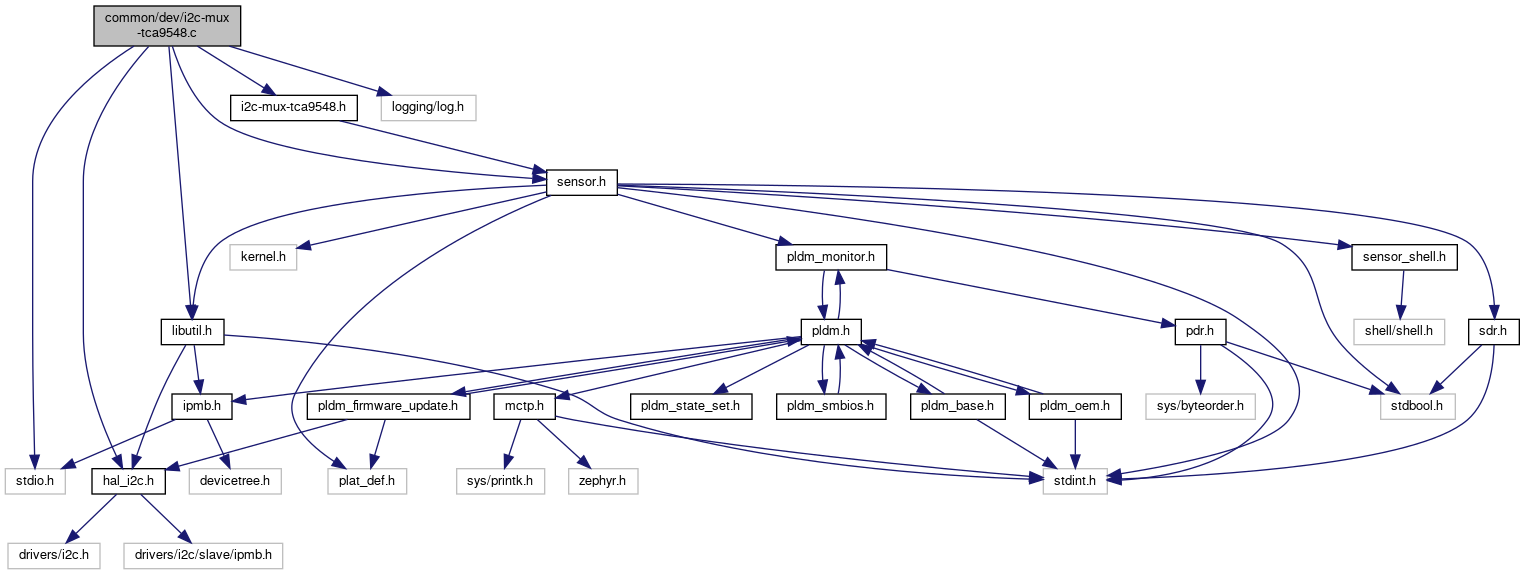 common/dev/i2c-mux
-tca9548.c
i2c-mux-tca9548.h
logging/log.h
sensor.h
kernel.h
pldm_monitor.h
sensor_shell.h
libutil.h
pldm.h
pdr.h
shell/shell.h
sdr.h
ipmb.h
pldm_firmware_update.h
mctp.h
pldm_state_set.h
pldm_smbios.h
pldm_base.h
pldm_oem.h
sys/byteorder.h
stdbool.h
stdio.h
hal_i2c.h
devicetree.h
plat_def.h
sys/printk.h
zephyr.h
stdint.h
drivers/i2c.h
drivers/i2c/slave/ipmb.h